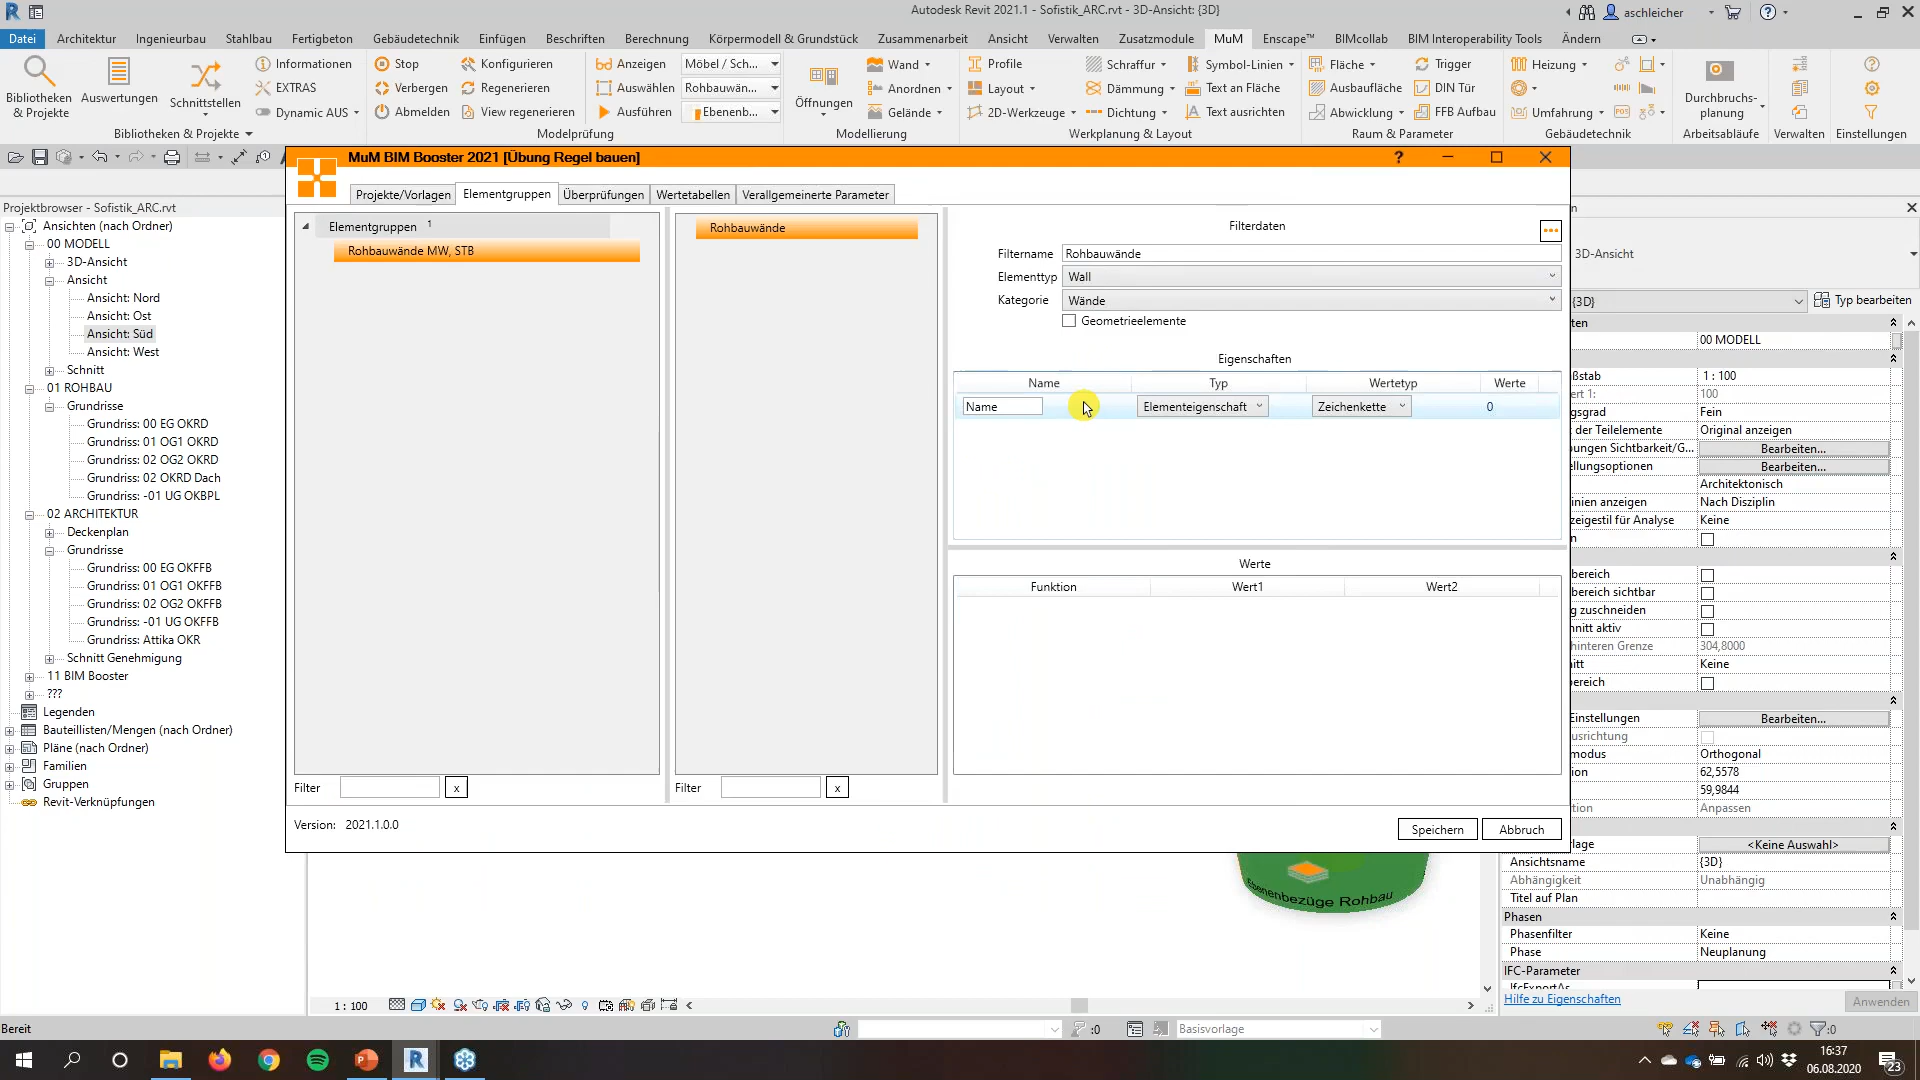 Autodesk Revit 2021.1 - Sofistik_ARC.rvt - 3D-Ansicht: {3D}
aschleicher
Datei Architektur Ingenieurbau Stahlbau Fertigbeton Gebäudetechnik Einfügen Beschriften Berechnung Körpermodell & Grundstück Zusammenarbeit Ansicht Verwalten Zusatzmodule MuM Enscape™ BIMcollab BIM Interoperability Tools Ändern
Bibliotheken & Projekte
Auswertungen
Schnittstellen
Informationen
EXTRAS
Dynamic AUS
Bibliotheken & Projekte
Stop
Verbergen
Abmelden
Konfigurieren
Regenerieren
View regenerieren
Anzeigen Möbel / Sch...
Auswählen Rohbauwän...
Ausführen Ebenenb...
Modelprüfung
Öffnungen
Wand
Anordnen
Gelände
Modellierung
Profile
Layout
2D-Werkzeuge
Schraffur
Dämmung
Dichtung
Symbol-Linien
Text an Fläche
Text ausrichten
Werkplanung & Layout
Fläche
Ausbaufläche
Abwicklung
Trigger
DIN Tür
FFB Aufbau
Raum & Parameter
Heizung
Umfahrung
Gebäudetechnik
Durchbruchs-
planung
Arbeitsabläufe
Verwalten
Einstellungen
Projektbrowser - Sofistik_ARC.rvt
Ansichten (nach Ordner)
00 MODELL
3D-Ansicht
Ansicht
Ansicht: Nord
Ansicht: Ost
Ansicht: Süd
Ansicht: West
Schnitt
01 ROHBAU
Grundrisse
Grundriss: 00 EG OKRD
Grundriss: 01 OG1 OKRD
Grundriss: 02 OG2 OKRD
Grundriss: 02 OKRD Dach
Grundriss: -01 UG OKBPL
02 ARCHITEKTUR
Deckenplan
Grundrisse
Grundriss: 00 EG OKFFB
Grundriss: 01 OG1 OKFFB
Grundriss: 02 OG2 OKFFB
Grundriss: -01 UG OKFFB
Grundriss: Attika OKR
Schnitt Genehmigung
11 BIM Booster
???
Legenden
Bauteillisten/Mengen (nach Ordner)
Pläne (nach Ordner)
Familien
Gruppen
Revit-Verknüpfungen
MuM BIM Booster 2021 [Übung Regel bauen]
?
Projekte/Vorlagen Elementgruppen Überprüfungen Wertetabellen Verallgemeinerte Parameter
Elementgruppen 1
Rohbauwände MW, STB
Rohbauwände
Filterdaten
Filtername Rohbauwände
Elementtyp Wall
Kategorie Wände
Geometrieelemente
Eigenschaften
Name Typ Wertetyp Werte
Name Elementeigenschaft Zeichenkette 0
Werte
Funktion Wert1 Wert2
Filter x
Filter x
Version: 2021.1.0.0
Speichern Abbruch
Ebenenbezüge Rohbau
3D-Ansicht
{3D} Typ bearbeiten
00 MODELL
1 : 100
100
Fein
Original anzeigen
Bearbeiten...
Bearbeiten...
Architektonisch
Nach Disziplin
Keine
304,8000
Keine
Bearbeiten...
Orthogonal
62,5578
59,9844
Anpassen
<Keine Auswahl>
Ansichtsname {3D}
Abhängigkeit Unabhängig
Titel auf Plan
Phasen
Phasenfilter Keine
Phase Neuplanung
IFC-Parameter
Hilfe zu Eigenschaften Anwenden
1 : 100
Bereit
:0
Basisvorlage
:0
16:37
06.08.2020
23